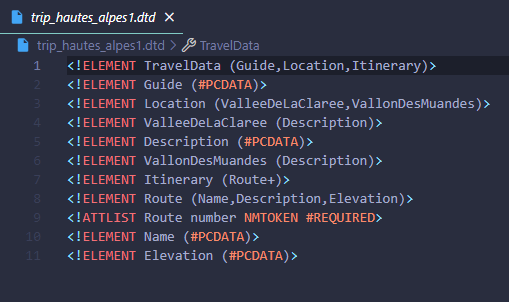 trip_hautes_alpes1.dtd ×
trip_hautes_alpes1.dtd > TravelData
1 <!ELEMENT TravelData (Guide,Location,Itinerary)>
2 <!ELEMENT Guide (#PCDATA)>
3 <!ELEMENT Location (ValleeDeLaClaree,VallonDesMuandes)>
4 <!ELEMENT ValleeDeLaClaree (Description)>
5 <!ELEMENT Description (#PCDATA)>
6 <!ELEMENT VallonDesMuandes (Description)>
7 <!ELEMENT Itinerary (Route+)>
8 <!ELEMENT Route (Name,Description,Elevation)>
9 <!ATTLIST Route number NMTOKEN #REQUIRED>
10 <!ELEMENT Name (#PCDATA)>
11 <!ELEMENT Elevation (#PCDATA)>